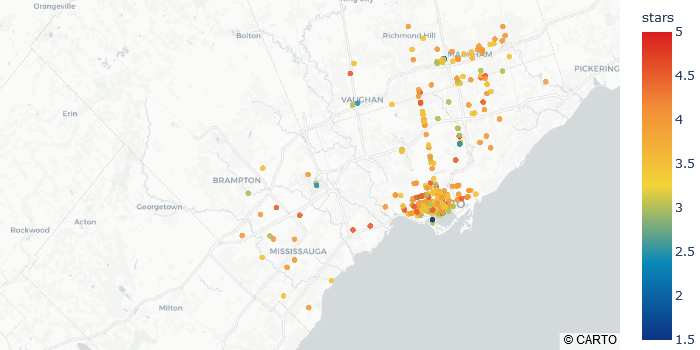 Orangeville
King City
stars
Bolton
Richmond Hill
5
MARKHAM
PICKERING
4.5
VAUGHAN
Erin
4
3.5
BRAMPTON
Georgetown
3
Acton
Rockwood
MISSISSAUGA
2.5
2
Milton
© CARTO
1.5